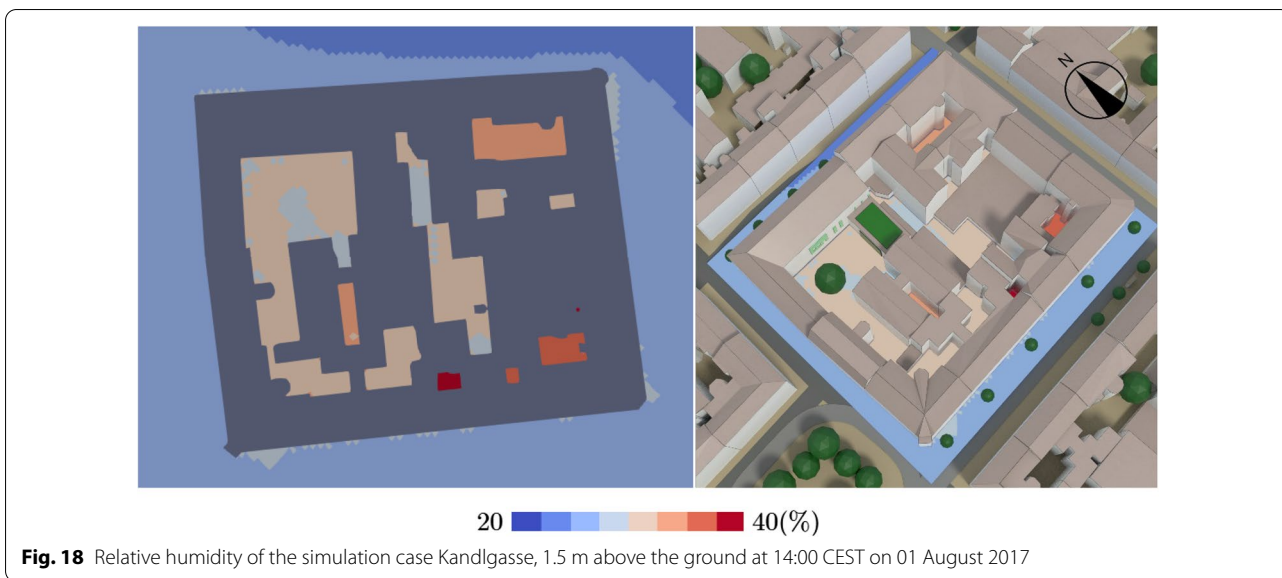 N
20 40(%)
Fig. 18 Relative humidity of the simulation case Kandlgasse, 1.5 m above the ground at 14:00 CEST on 01 August 2017